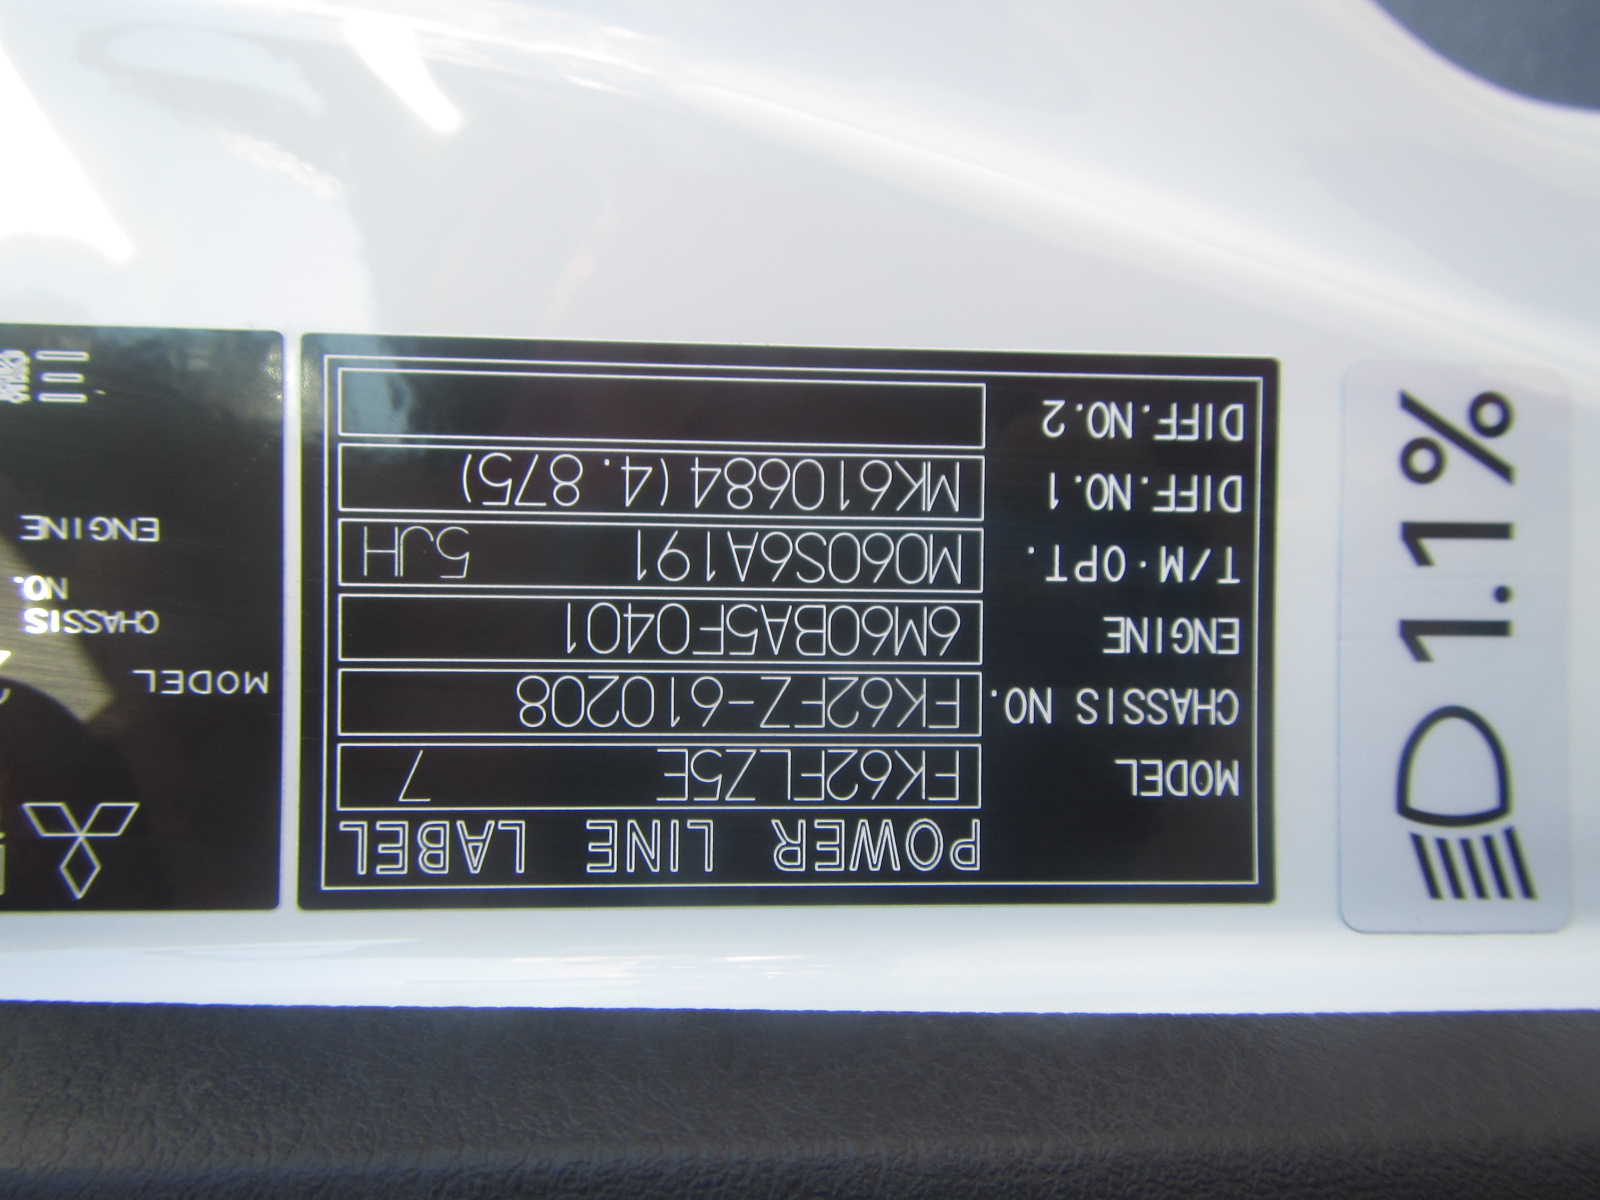 POWER LINE LABEL
MODEL FK62FLZ5E 7
CHASSIS NO. FK62FZ-610208
ENGINE 6M60BA5F0401
T/M·OPT. M060S6A191 5JH
DIFF.NO.1 MK610684(4.875)
DIFF.NO.2
MODEL
CHASSIS
NO.
ENGINE
1.1%